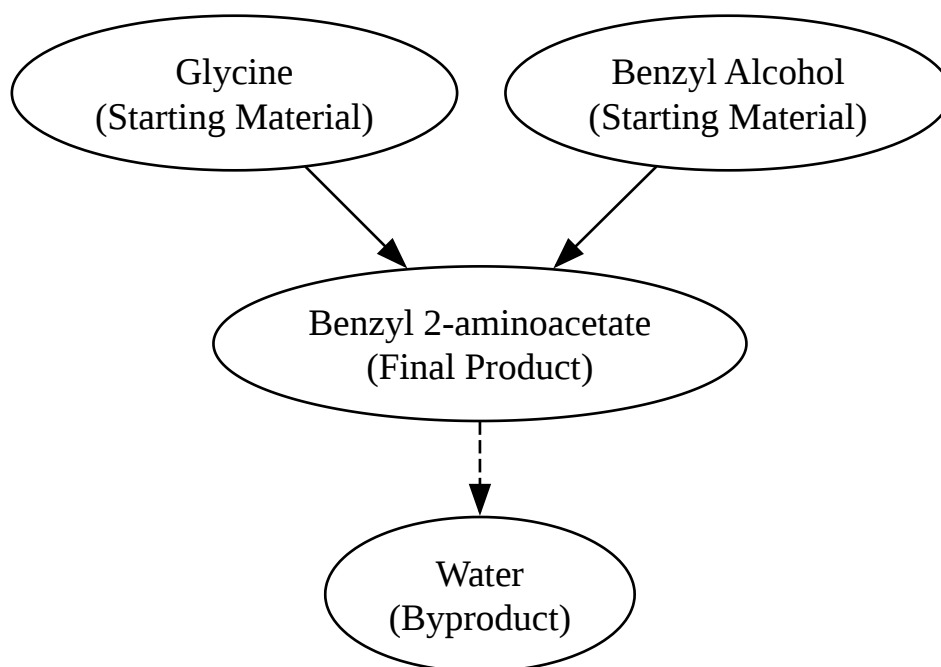 Glycine
(Starting Material)
Benzyl Alcohol
(Starting Material)
Benzyl 2-aminoacetate
(Final Product)
Water
(Byproduct)